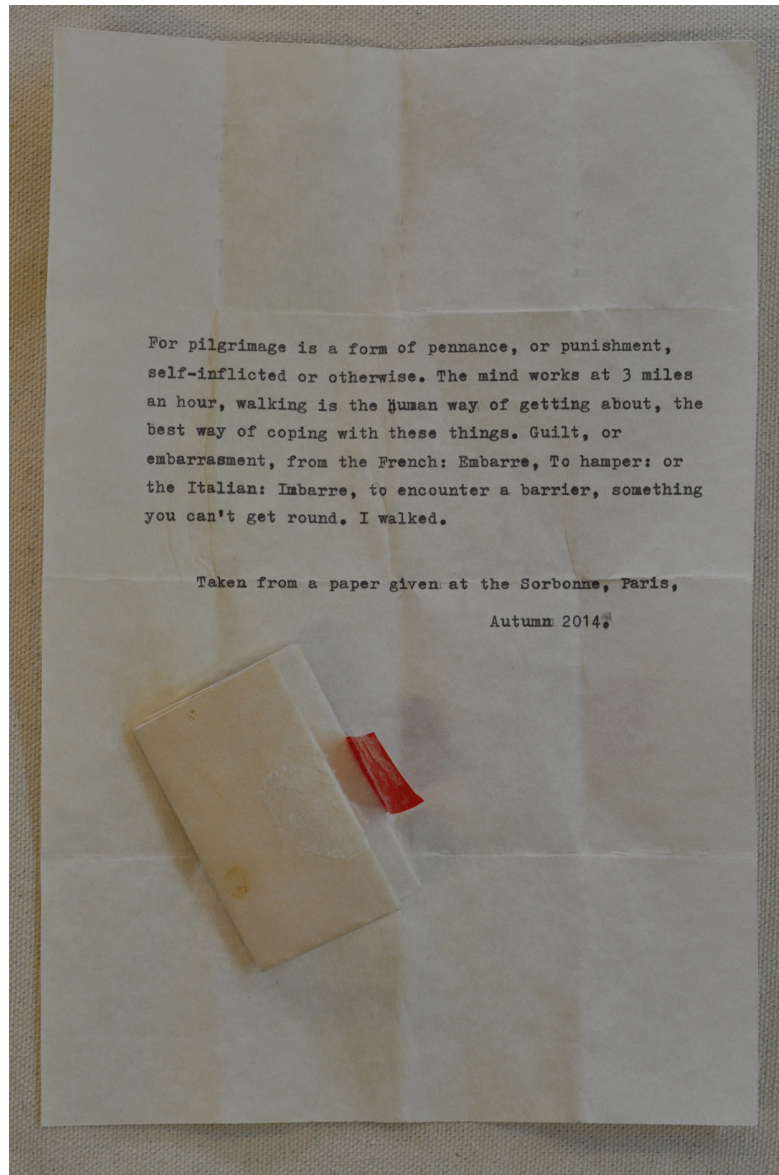 For pilgrimage is a form of pennance, or punishment,
self-inflicted or otherwise. The mind works at 3 miles
an hour, walking is the human way of getting about, the
best way of coping with these things. Guilt, or
embarrasment, from the French: Embarre, To hamper: or
the Italian: Imbarre, to encounter a barrier, something
you can't get round. I walked.
Taken from a paper given at the Sorbonne, Paris,
Autumn 2014.